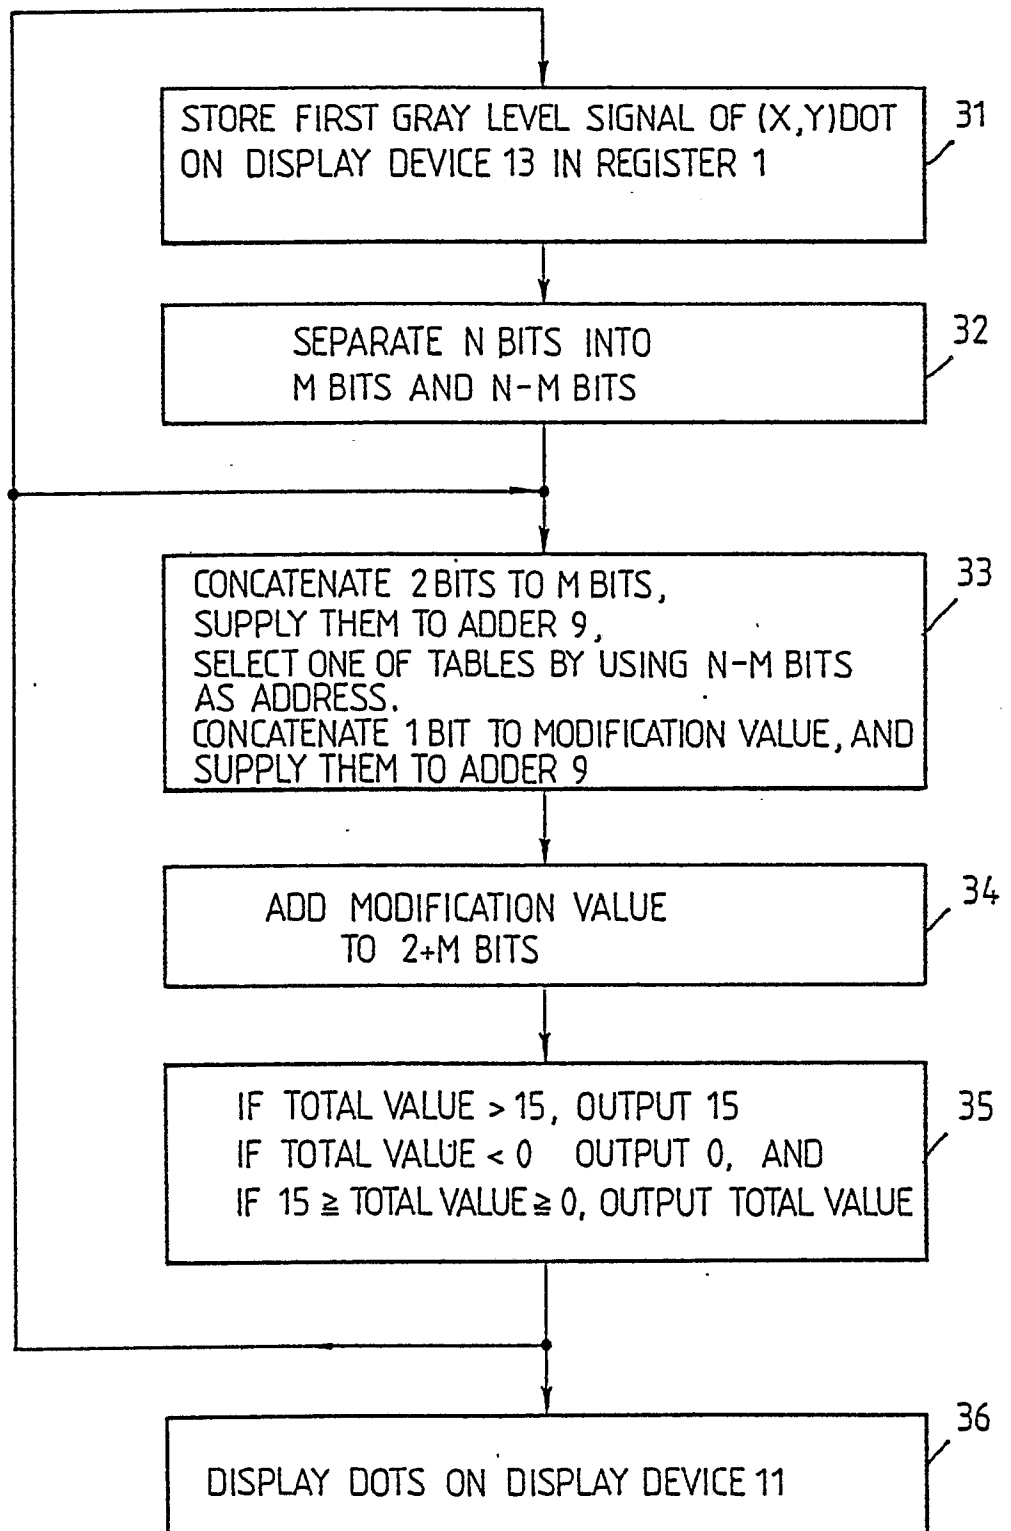 STORE FIRST GRAY LEVEL SIGNAL OF (X,Y)DOT
ON DISPLAY DEVICE 13 IN REGISTER 1
31
SEPARATE N BITS INTO
M BITS AND N-M BITS
32
CONCATENATE 2 BITS TO M BITS,
SUPPLY THEM TO ADDER 9,
SELECT ONE OF TABLES BY USING N-M BITS
AS ADDRESS.
CONCATENATE 1 BIT TO MODIFICATION VALUE, AND
SUPPLY THEM TO ADDER 9
33
ADD MODIFICATION VALUE
TO 2+M BITS
34
IF TOTAL VALUE > 15, OUTPUT 15
IF TOTAL VALUE < 0 OUTPUT 0, AND
IF 15 ≧ TOTAL VALUE ≧ 0, OUTPUT TOTAL VALUE
35
DISPLAY DOTS ON DISPLAY DEVICE 11
36